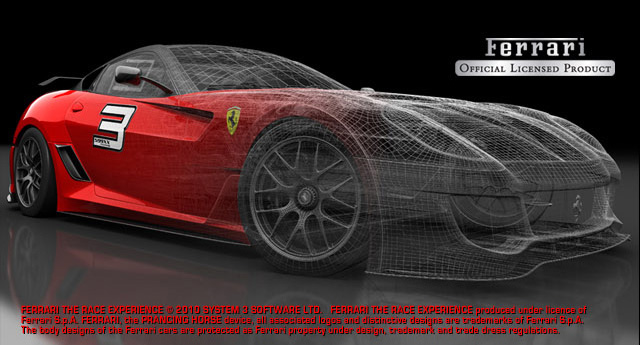 Ferrari
OFFICIAL LICENSED PRODUCT
3
599XX
FERRARI THE RACE EXPERIENCE © 2010 SYSTEM 3 SOFTWARE LTD. FERRARI THE RACE EXPERIENCE produced under licence of
Ferrari S.p.A. FERRARI, the PRANCING HORSE device, all associated logos and distinctive designs are trademarks of Ferrari S.p.A.
The body designs of the Ferrari cars are protected as Ferrari property under design, trademark and trade dress regulations.